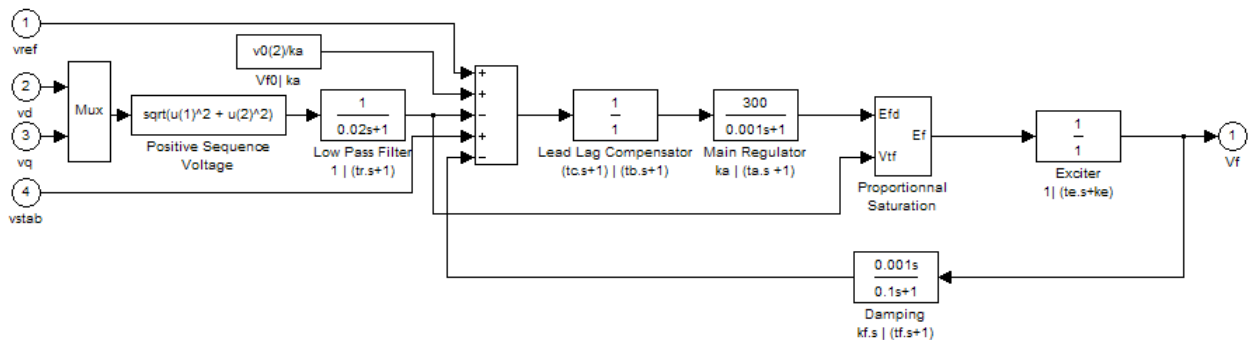 1
vref
2
vd
3
vq
4
vstab
Mux
sqrt(u(1)^2 + u(2)^2)
Positive Sequence
Voltage
v0(2)/ka
Vf0| ka
1
0.02s+1
Low Pass Filter
1 | (tr.s+1)
+
+
−
+
−
1
1
Lead Lag Compensator
(tc.s+1) | (tb.s+1)
300
0.001s+1
Main Regulator
ka | (ta.s +1)
Efd
Vtf
Ef
Proportionnal
Saturation
1
1
Exciter
1| (te.s+ke)
1
Vf
0.001s
0.1s+1
Damping
kf.s | (tf.s+1)